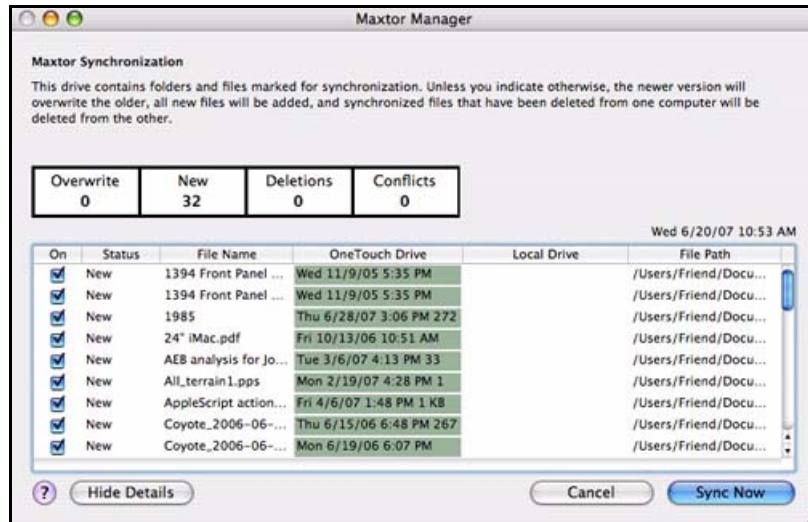 Maxtor Manager
Maxtor Synchronization
This drive contains folders and files marked for synchronization. Unless you indicate otherwise, the newer version will
overwrite the older, all new files will be added, and synchronized files that have been deleted from one computer will be
deleted from the other.
Overwrite New Deletions Conflicts
0 32 0 0
Wed 6/20/07 10:53 AM
On Status File Name OneTouch Drive Local Drive File Path
New 1394 Front Panel ... Wed 11/9/05 5:35 PM /Users/Friend/Docu...
New 1394 Front Panel ... Wed 11/9/05 5:35 PM /Users/Friend/Docu...
New 1985 Thu 6/28/07 3:06 PM 272 /Users/Friend/Docu...
New 24" iMac.pdf Fri 10/13/06 10:51 AM /Users/Friend/Docu...
New AEB analysis for Jo... Tue 3/6/07 4:13 PM 33 /Users/Friend/Docu...
New All_terrain1.pps Mon 2/19/07 4:28 PM 1 /Users/Friend/Docu...
New AppleScript action... Fri 4/6/07 1:48 PM 1 KB /Users/Friend/Docu...
New Coyote_2006-06-... Thu 6/15/06 6:48 PM 267 /Users/Friend/Docu...
New Coyote_2006-06-... Mon 6/19/06 6:07 PM /Users/Friend/Docu...
? Hide Details Cancel Sync Now